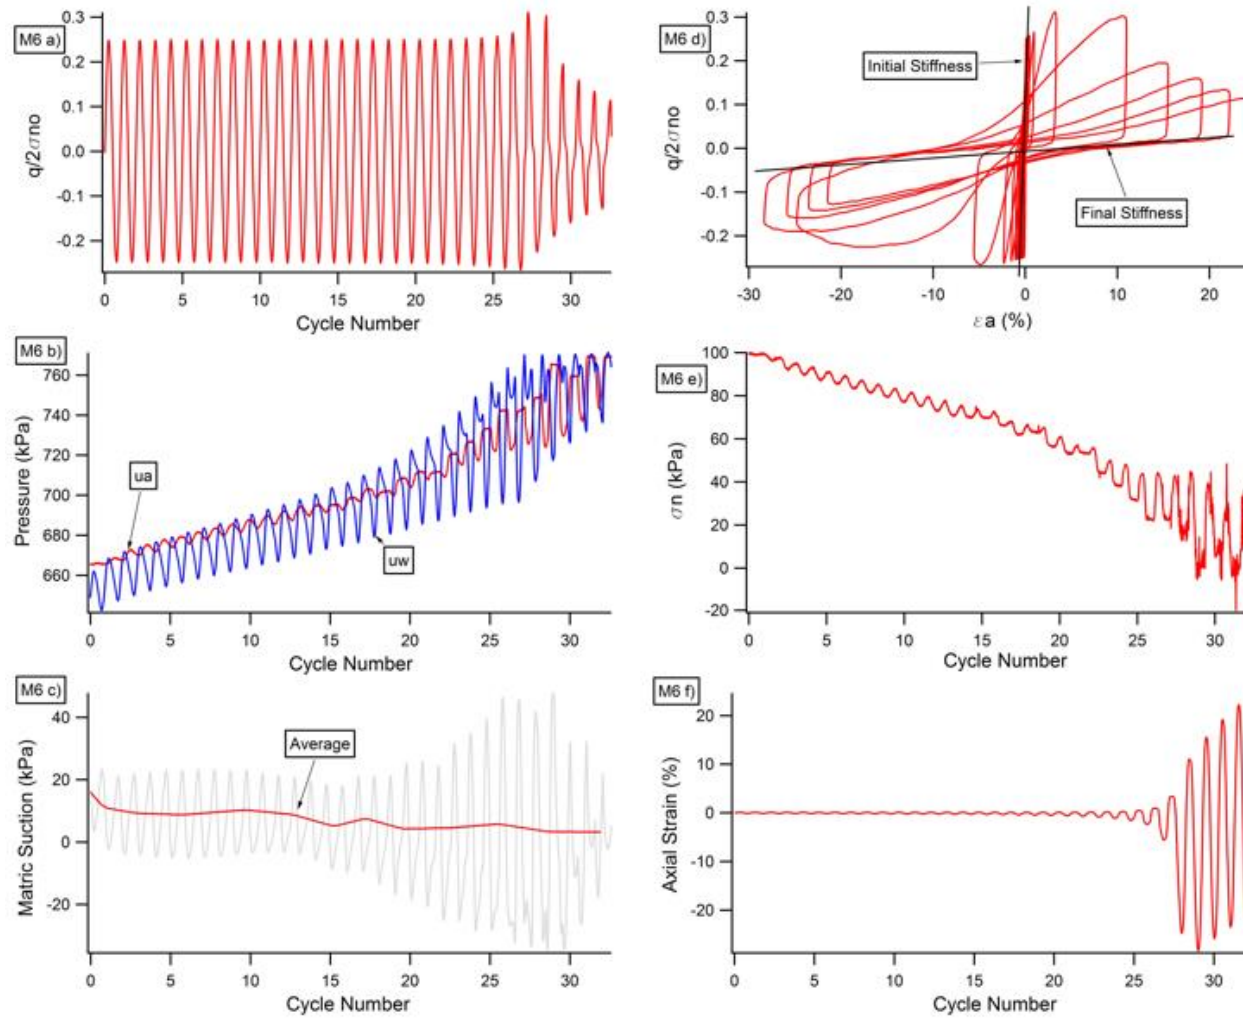 M6 a)
q/2σno
0.3
0.2
0.1
0.0
-0.1
-0.2
0 5 10 15 20 25 30
Cycle Number
M6 d)
Initial Stiffness
Final Stiffness
q/2σno
0.3
0.2
0.1
0.0
-0.1
-0.2
-30 -20 -10 0 10 20
εa (%)
M6 b)
ua
uw
Pressure (kPa)
760
740
720
700
680
660
0 5 10 15 20 25 30
Cycle Number
M6 e)
σn (kPa)
100
80
60
40
20
0
-20
0 5 10 15 20 25 30
Cycle Number
M6 c)
Average
Matric Suction (kPa)
40
20
0
-20
0 5 10 15 20 25 30
Cycle Number
M6 f)
Axial Strain (%)
20
10
0
-10
-20
0 5 10 15 20 25 30
Cycle Number